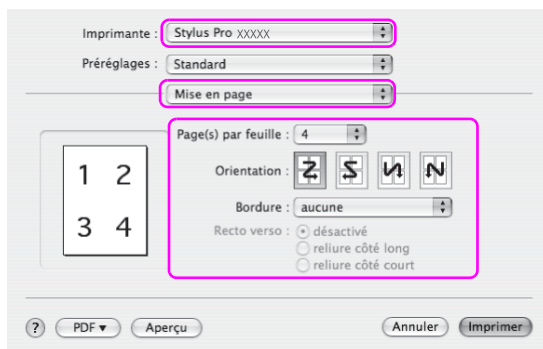 Imprimante : Stylus Pro XXXXX
Préréglages : Standard
Mise en page
Page(s) par feuille : 4
1 2
3 4
Orientation :
Bordure : aucune
Recto verso : désactivé
reliure côté long
reliure côté court
? PDF Aperçu Annuler Imprimer